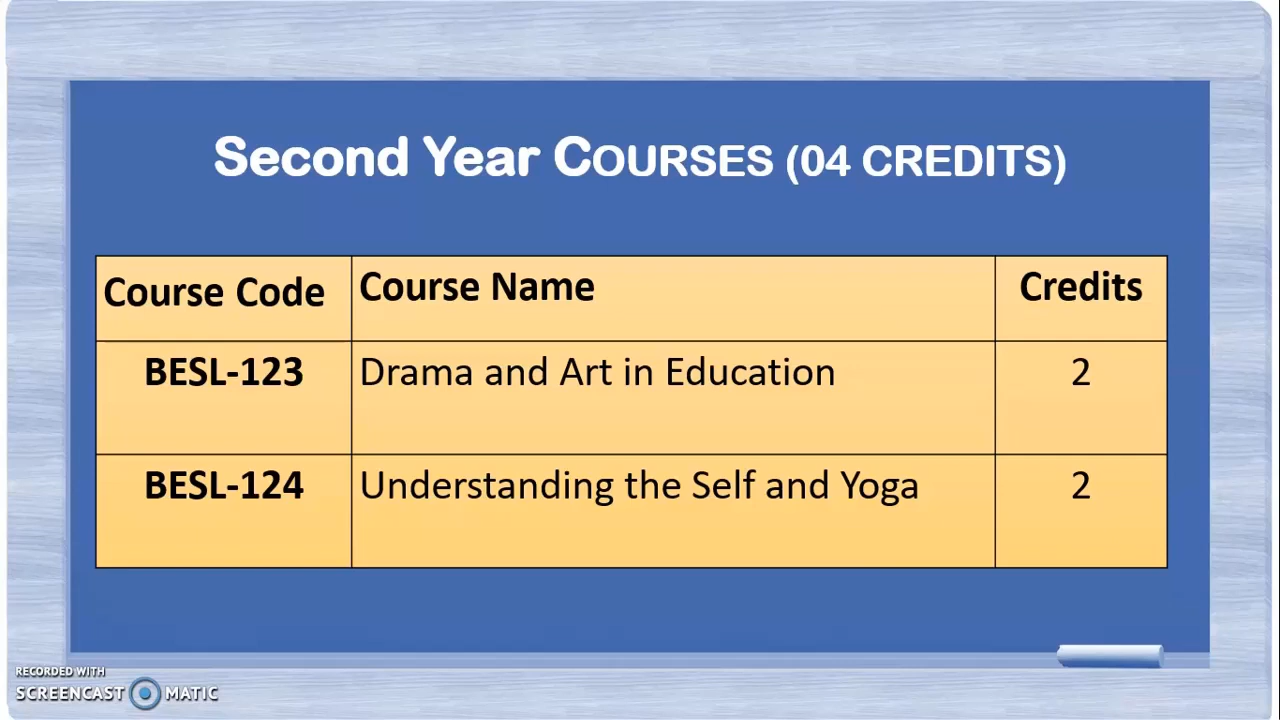 Second Year COURSES (04 CREDITS)
Course Code Course Name Credits
BESL-123 Drama and Art in Education 2
BESL-124 Understanding the Self and Yoga 2
RECORDED WITH
SCREENCAST MATIC